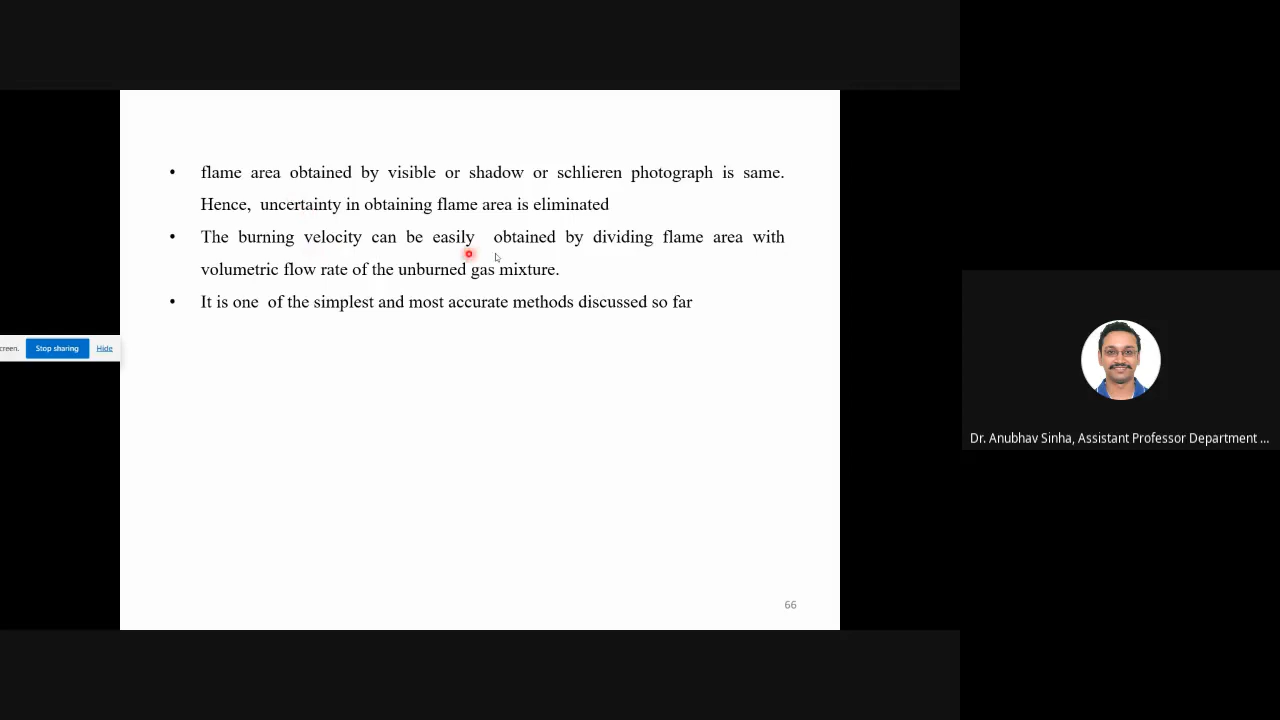 • flame area obtained by visible or shadow or schlieren photograph is same.
Hence, uncertainty in obtaining flame area is eliminated
• The burning velocity can be easily obtained by dividing flame area with
volumetric flow rate of the unburned gas mixture.
• It is one of the simplest and most accurate methods discussed so far
creen. Stop sharing Hide
Dr. Anubhav Sinha, Assistant Professor Department ...
66